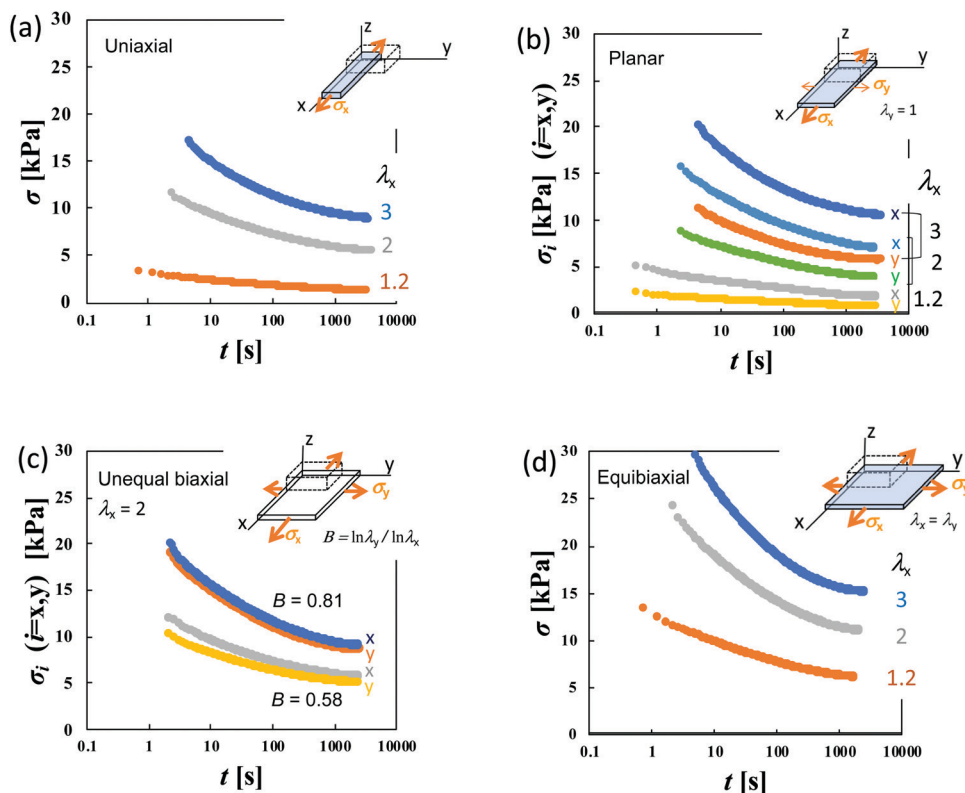 (a)
Uniaxial
z
y
x
σx
σ [kPa]
30
25
20
15
10
5
0
λx
3
2
1.2
0.1 1 10 100 1000 10000
t [s]
(b)
Planar
z
y
σy
x
σx
λy = 1
σi [kPa] (i=x,y)
30
25
20
15
10
5
0
λx
x
x
y
y
x
y
3
2
1.2
0.1 1 10 100 1000 10000
t [s]
(c)
Unequal biaxial
λx = 2
z
y
σy
x
σx
B = lnλy / lnλx
σi (i=x,y) [kPa]
30
25
20
15
10
5
0
B = 0.81
x
y
x
y
B = 0.58
0.1 1 10 100 1000 10000
t [s]
(d)
Equibiaxial
z
y
σy
x
σx
λx = λy
σ [kPa]
30
25
20
15
10
5
0
λx
3
2
1.2
0.1 1 10 100 1000 10000
t [s]